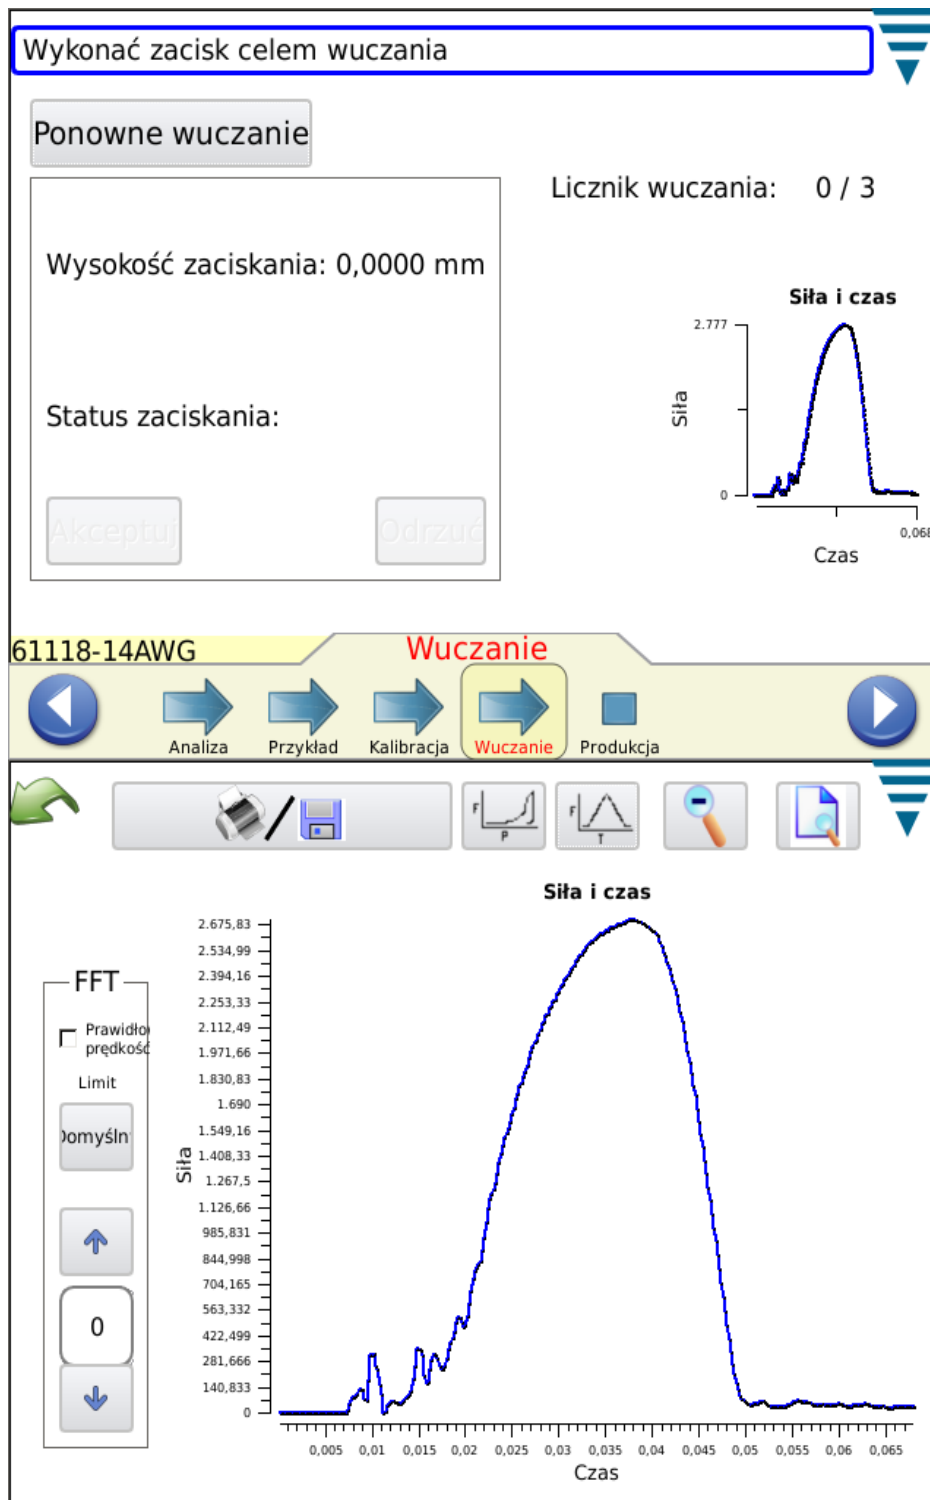 Wykonać zacisk celem wuczania
Ponowne wuczanie
Licznik wuczania: 0 / 3
Wysokość zaciskania: 0,0000 mm
Status zaciskania:
Akceptuj
Odrzuć
Siła i czas
2.777
Siła
0
0,068
Czas
61118-14AWG
Wuczanie
Analiza
Przykład
Kalibracja
Wuczanie
Produkcja
F
P
F
T
Siła i czas
FFT
Prawidło
prędkość
Limit
Domyśln
0
Siła
2.675,83
2.534,99
2.394,16
2.253,33
2.112,49
1.971,66
1.830,83
1.690
1.549,16
1.408,33
1.267,5
1.126,66
985,831
844,998
704,165
563,332
422,499
281,666
140,833
0
0,005 0,01 0,015 0,02 0,025 0,03 0,035 0,04 0,045 0,05 0,055 0,06 0,065
Czas